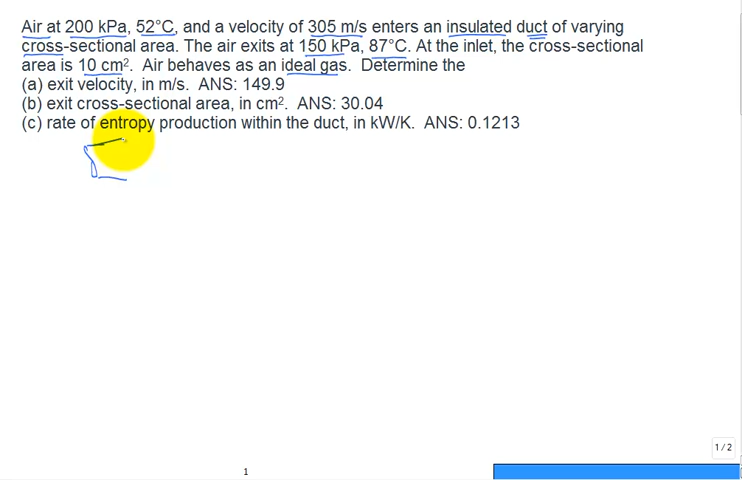 Air at 200 kPa, 52°C, and a velocity of 305 m/s enters an insulated duct of varying
cross-sectional area. The air exits at 150 kPa, 87°C. At the inlet, the cross-sectional
area is 10 cm². Air behaves as an ideal gas. Determine the
(a) exit velocity, in m/s. ANS: 149.9
(b) exit cross-sectional area, in cm². ANS: 30.04
(c) rate of entropy production within the duct, in kW/K. ANS: 0.1213
1 / 2
1